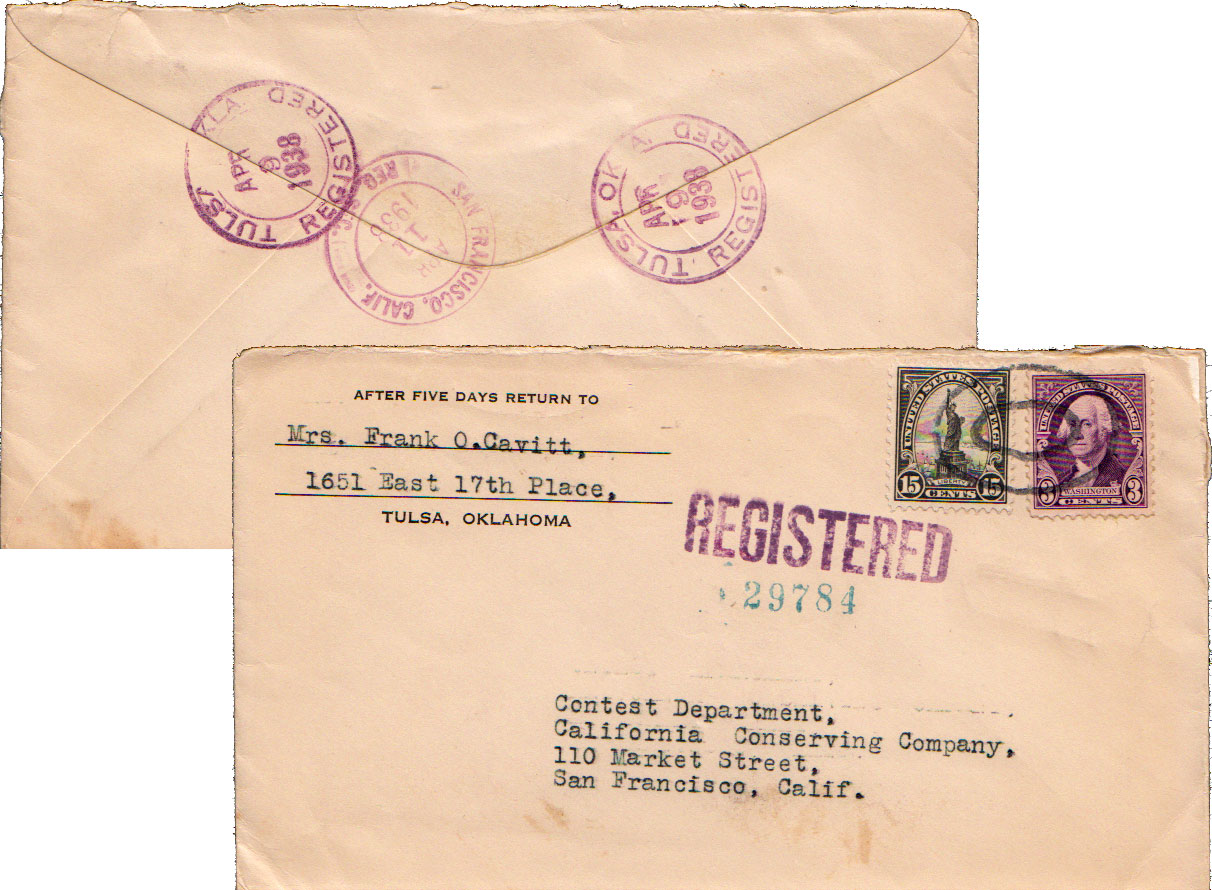 TULSA, OKLA.
REGISTERED
APR
9
1938
SAN FRANCISCO, CALIF.
REG
APR
1938
TULSA, OKLA.
REGISTERED
APR
9
1938
AFTER FIVE DAYS RETURN TO
Mrs. Frank O.Cavitt,
1651 East 17th Place,
TULSA, OKLAHOMA
UNITED STATES POSTAGE
LIBERTY
15 CENTS 15
UNITED STATES POSTAGE
WASHINGTON
3 CENTS 3
REGISTERED
29784
Contest Department,
California Conserving Company,
110 Market Street,
San Francisco, Calif.